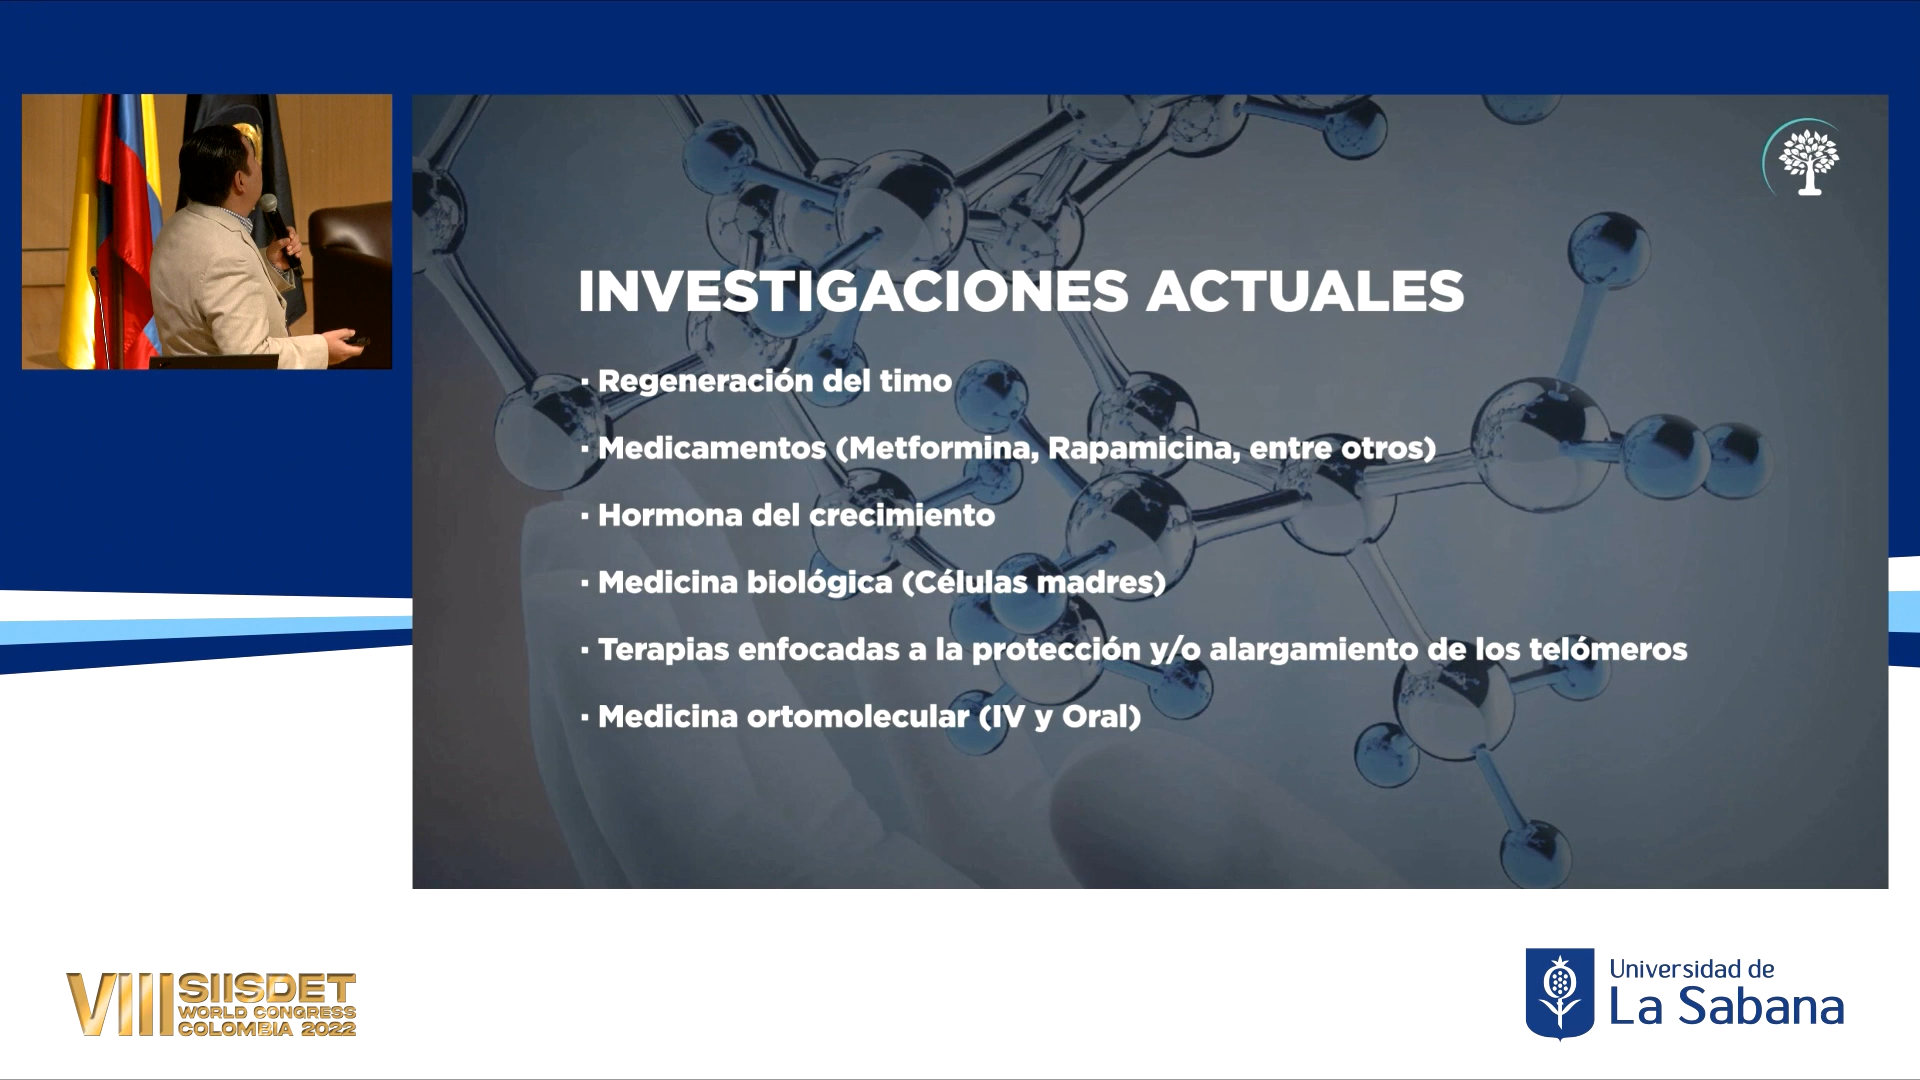 INVESTIGACIONES ACTUALES
· Regeneración del timo
· Medicamentos (Metformina, Rapamicina, entre otros)
· Hormona del crecimiento
· Medicina biológica (Células madres)
· Terapias enfocadas a la protección y/o alargamiento de los telómeros
· Medicina ortomolecular (IV y Oral)
VIII SIISDET
WORLD CONGRESS
COLOMBIA 2022
Universidad de
La Sabana